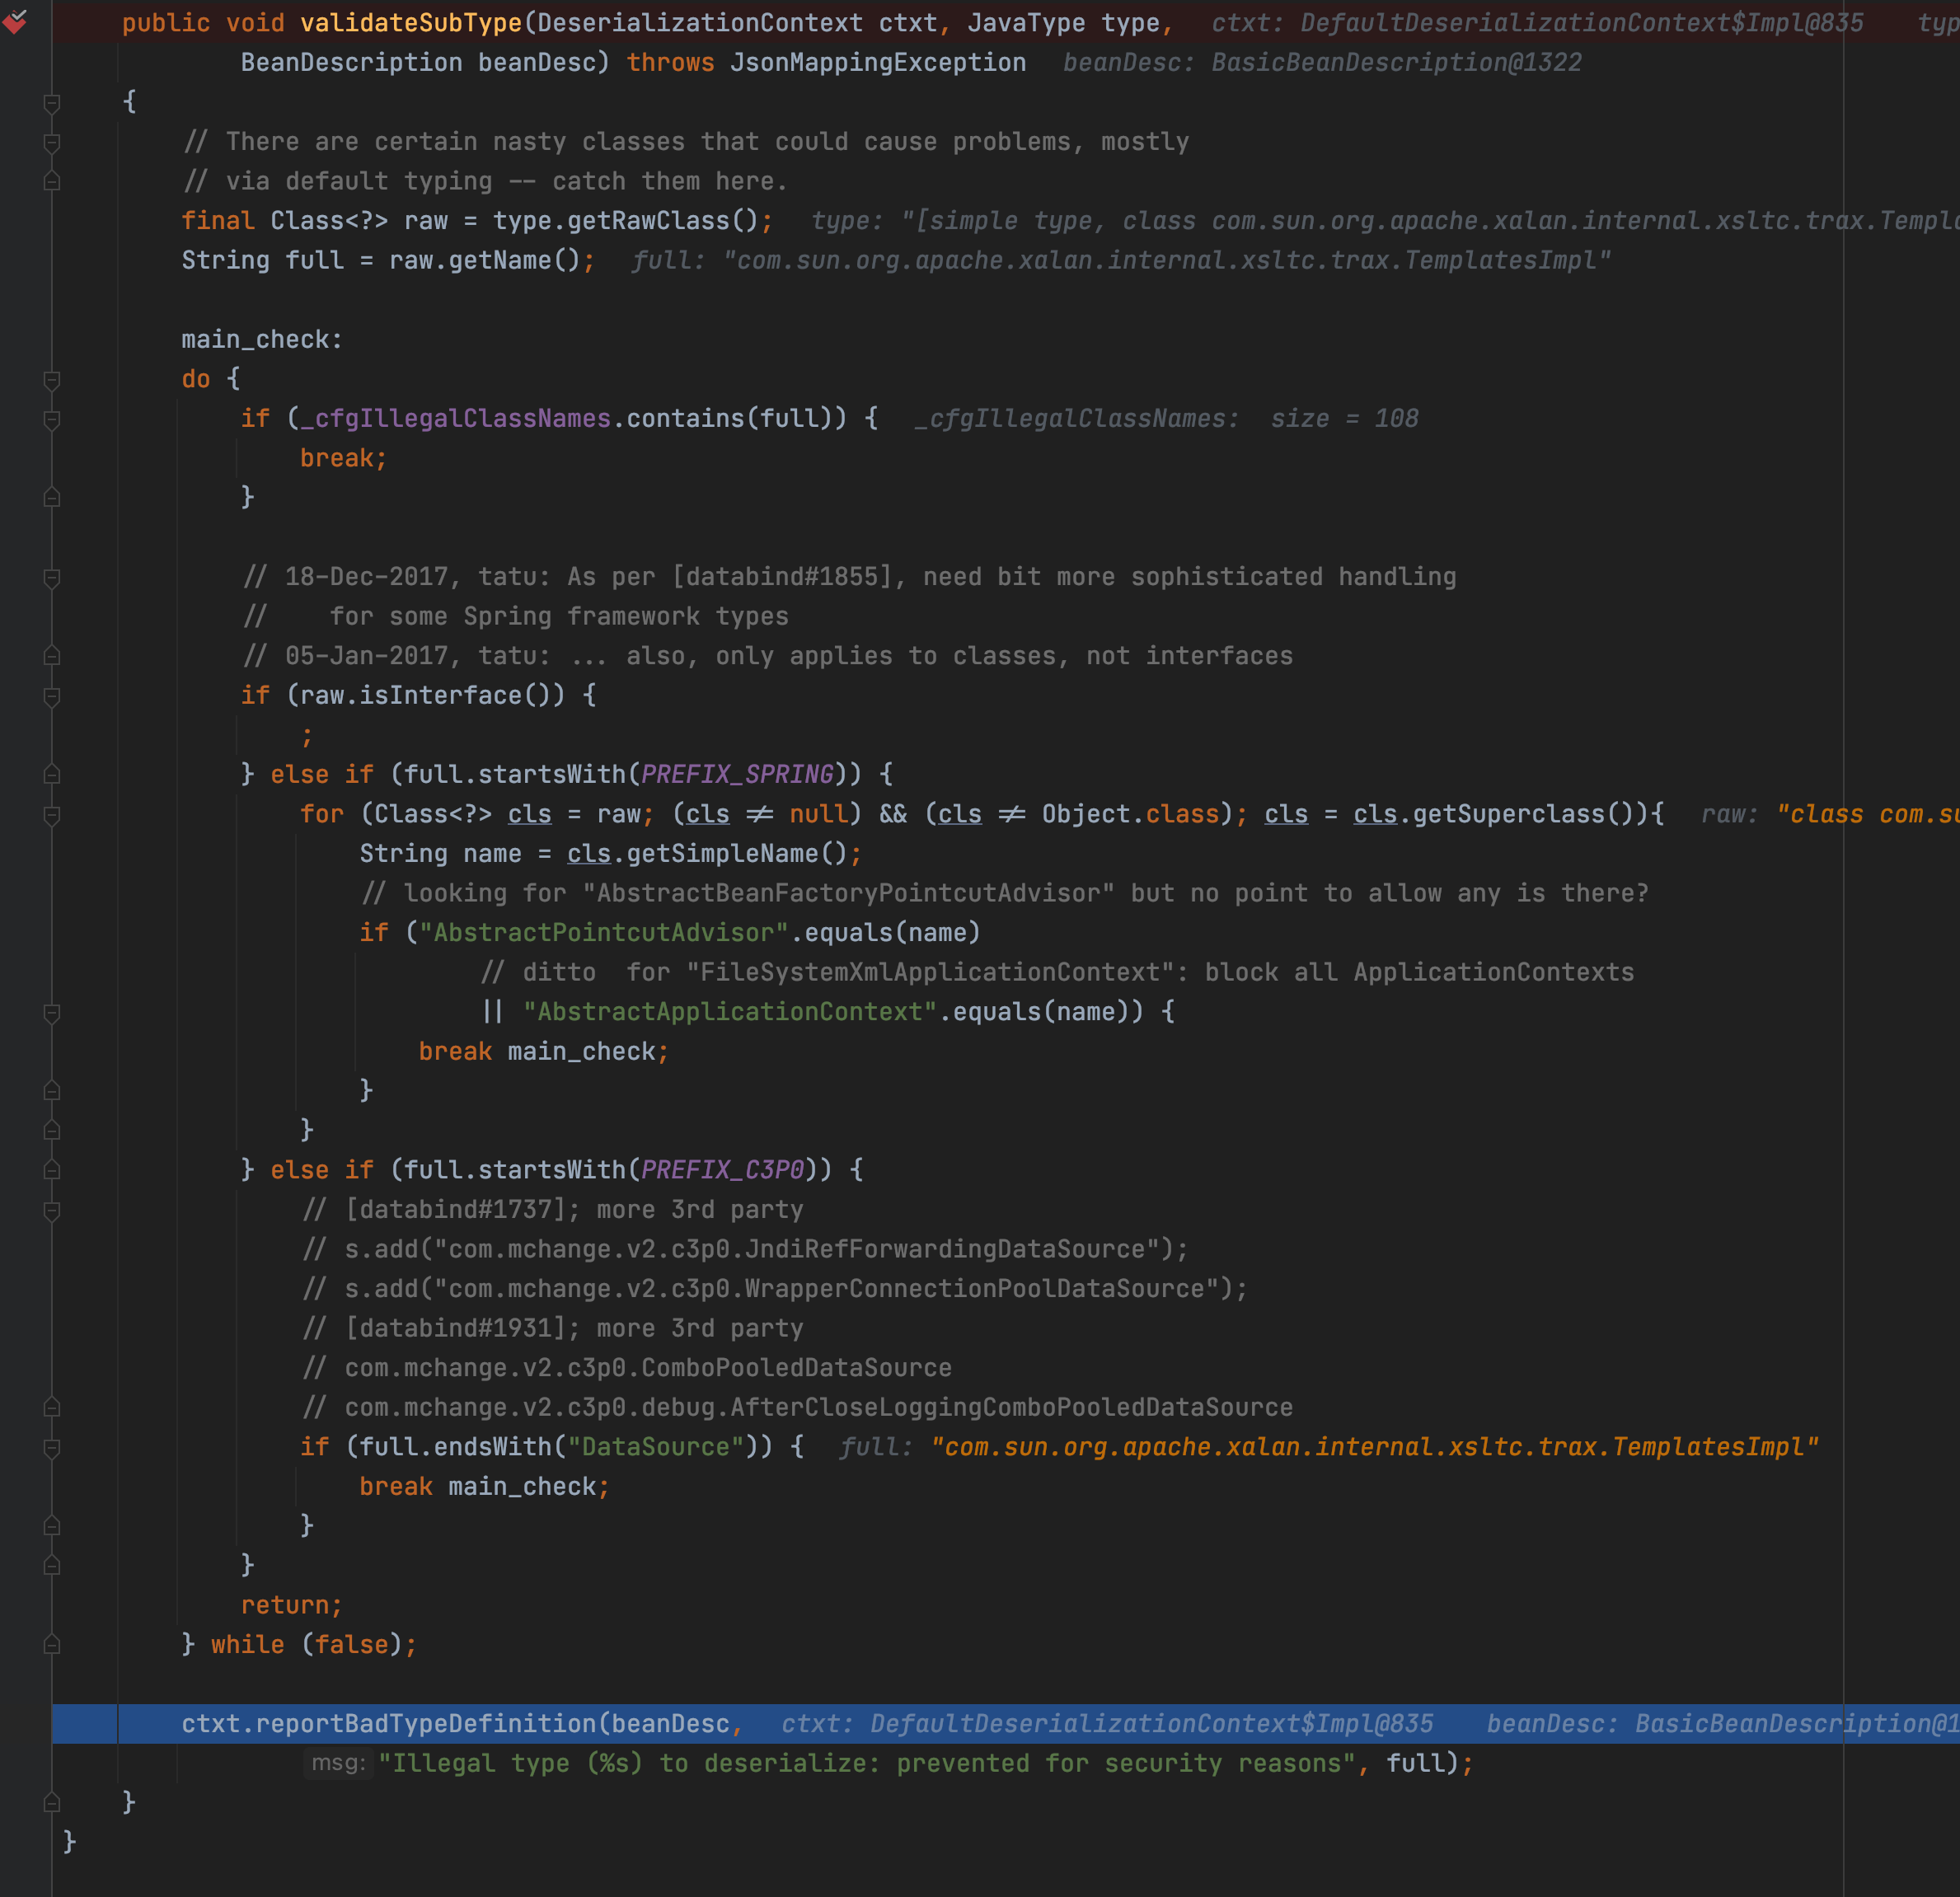 public void validateSubType(DeserializationContext ctxt, JavaType type,   ctxt: DefaultDeserializationContext$Impl@835   typ
        BeanDescription beanDesc) throws JsonMappingException   beanDesc: BasicBeanDescription@1322
{
    // There are certain nasty classes that could cause problems, mostly
    // via default typing -- catch them here.
    final Class<?> raw = type.getRawClass();   type: "[simple type, class com.sun.org.apache.xalan.internal.xsltc.trax.Templa
    String full = raw.getName();   full: "com.sun.org.apache.xalan.internal.xsltc.trax.TemplatesImpl"
    main_check:
    do {
        if (_cfgIllegalClassNames.contains(full)) {   _cfgIllegalClassNames:  size = 108
            break;
        }
        // 18-Dec-2017, tatu: As per [databind#1855], need bit more sophisticated handling
        //    for some Spring framework types
        // 05-Jan-2017, tatu: ... also, only applies to classes, not interfaces
        if (raw.isInterface()) {
            ;
        } else if (full.startsWith(PREFIX_SPRING)) {
            for (Class<?> cls = raw; (cls != null) && (cls != Object.class); cls = cls.getSuperclass()){   raw: "class com.su
                String name = cls.getSimpleName();
                // looking for "AbstractBeanFactoryPointcutAdvisor" but no point to allow any is there?
                if ("AbstractPointcutAdvisor".equals(name)
                        // ditto  for "FileSystemXmlApplicationContext": block all ApplicationContexts
                        || "AbstractApplicationContext".equals(name)) {
                    break main_check;
                }
            }
        } else if (full.startsWith(PREFIX_C3P0)) {
            // [databind#1737]; more 3rd party
            // s.add("com.mchange.v2.c3p0.JndiRefForwardingDataSource");
            // s.add("com.mchange.v2.c3p0.WrapperConnectionPoolDataSource");
            // [databind#1931]; more 3rd party
            // com.mchange.v2.c3p0.ComboPooledDataSource
            // com.mchange.v2.c3p0.debug.AfterCloseLoggingComboPooledDataSource
            if (full.endsWith("DataSource")) {   full: "com.sun.org.apache.xalan.internal.xsltc.trax.TemplatesImpl"
                break main_check;
            }
        }
        return;
    } while (false);
    ctxt.reportBadTypeDefinition(beanDesc,   ctxt: DefaultDeserializationContext$Impl@835   beanDesc: BasicBeanDescription@1
            msg: "Illegal type (%s) to deserialize: prevented for security reasons", full);
}
}